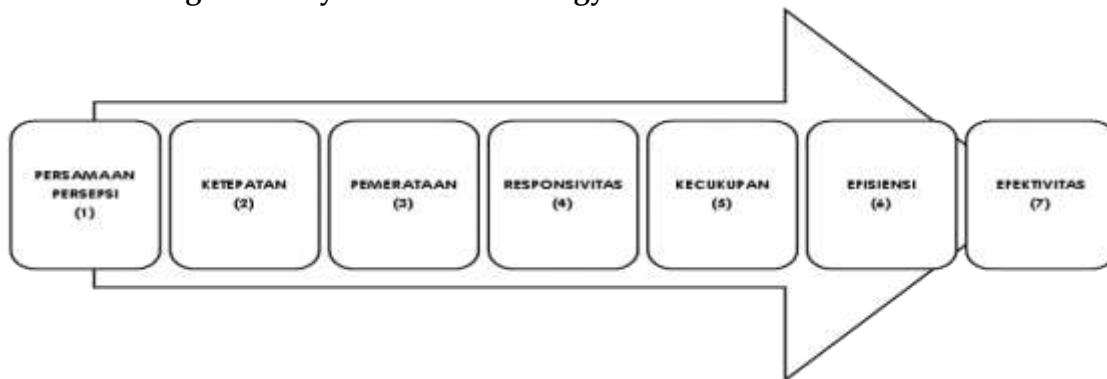 PERSAMAAN
PERSEPSI
(1)
KETEPATAN
(2)
PEMERATAAN
(3)
RESPONSIVITAS
(4)
KECUKUPAN
(5)
EFISIENSI
(6)
EFEKTIVITAS
(7)